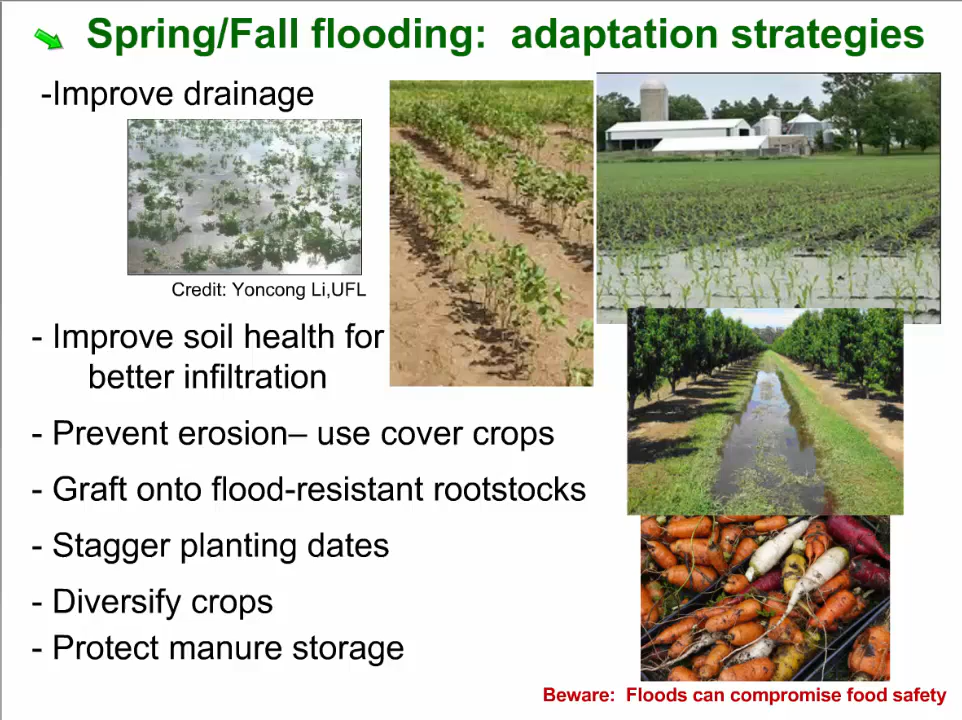 Spring/Fall flooding:  adaptation strategies
-Improve drainage
Credit: Yoncong Li,UFL
- Improve soil health for
better infiltration
- Prevent erosion– use cover crops
- Graft onto flood-resistant rootstocks
- Stagger planting dates
- Diversify crops
- Protect manure storage
Beware:  Floods can compromise food safety